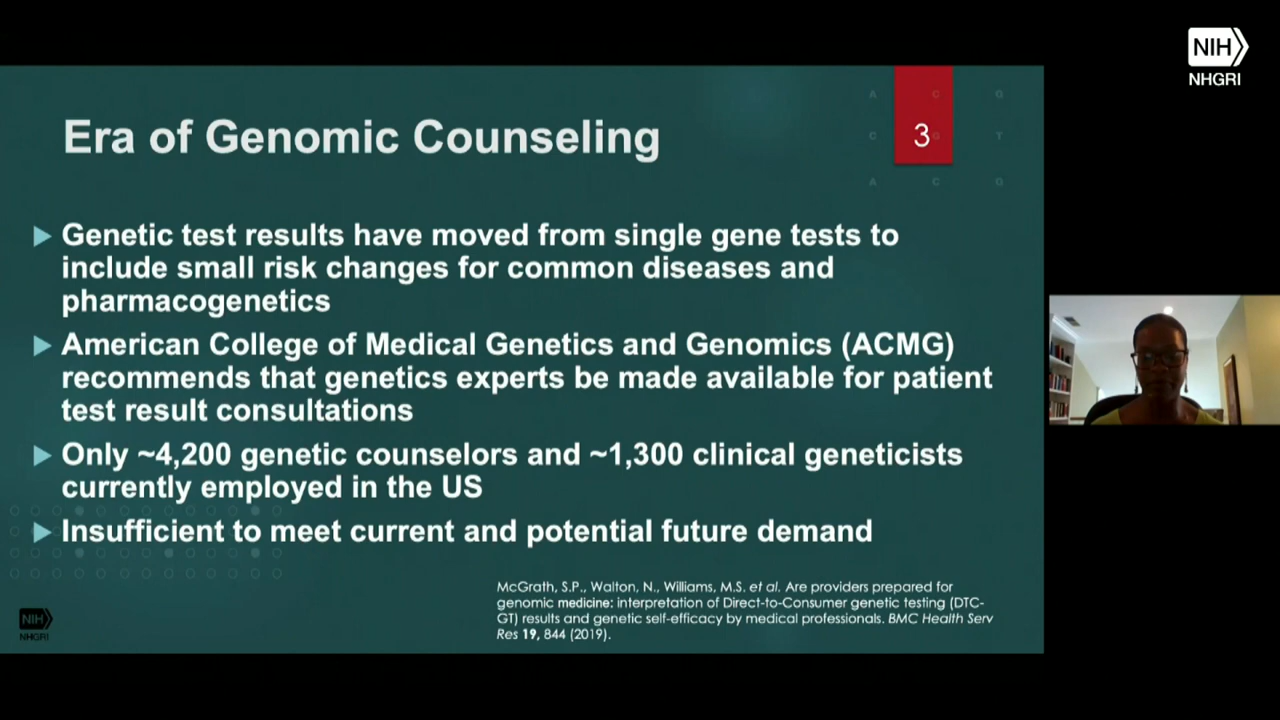 NIH
NHGRI
Era of Genomic Counseling
3
A C G
C G T
A C G
Genetic test results have moved from single gene tests to
include small risk changes for common diseases and
pharmacogenetics
American College of Medical Genetics and Genomics (ACMG)
recommends that genetics experts be made available for patient
test result consultations
Only ~4,200 genetic counselors and ~1,300 clinical geneticists
currently employed in the US
Insufficient to meet current and potential future demand
McGrath, S.P., Walton, N., Williams, M.S. et al. Are providers prepared for
genomic medicine: interpretation of Direct-to-Consumer genetic testing (DTC-
GT) results and genetic self-efficacy by medical professionals. BMC Health Serv
Res 19, 844 (2019).
NIH
NHGRI